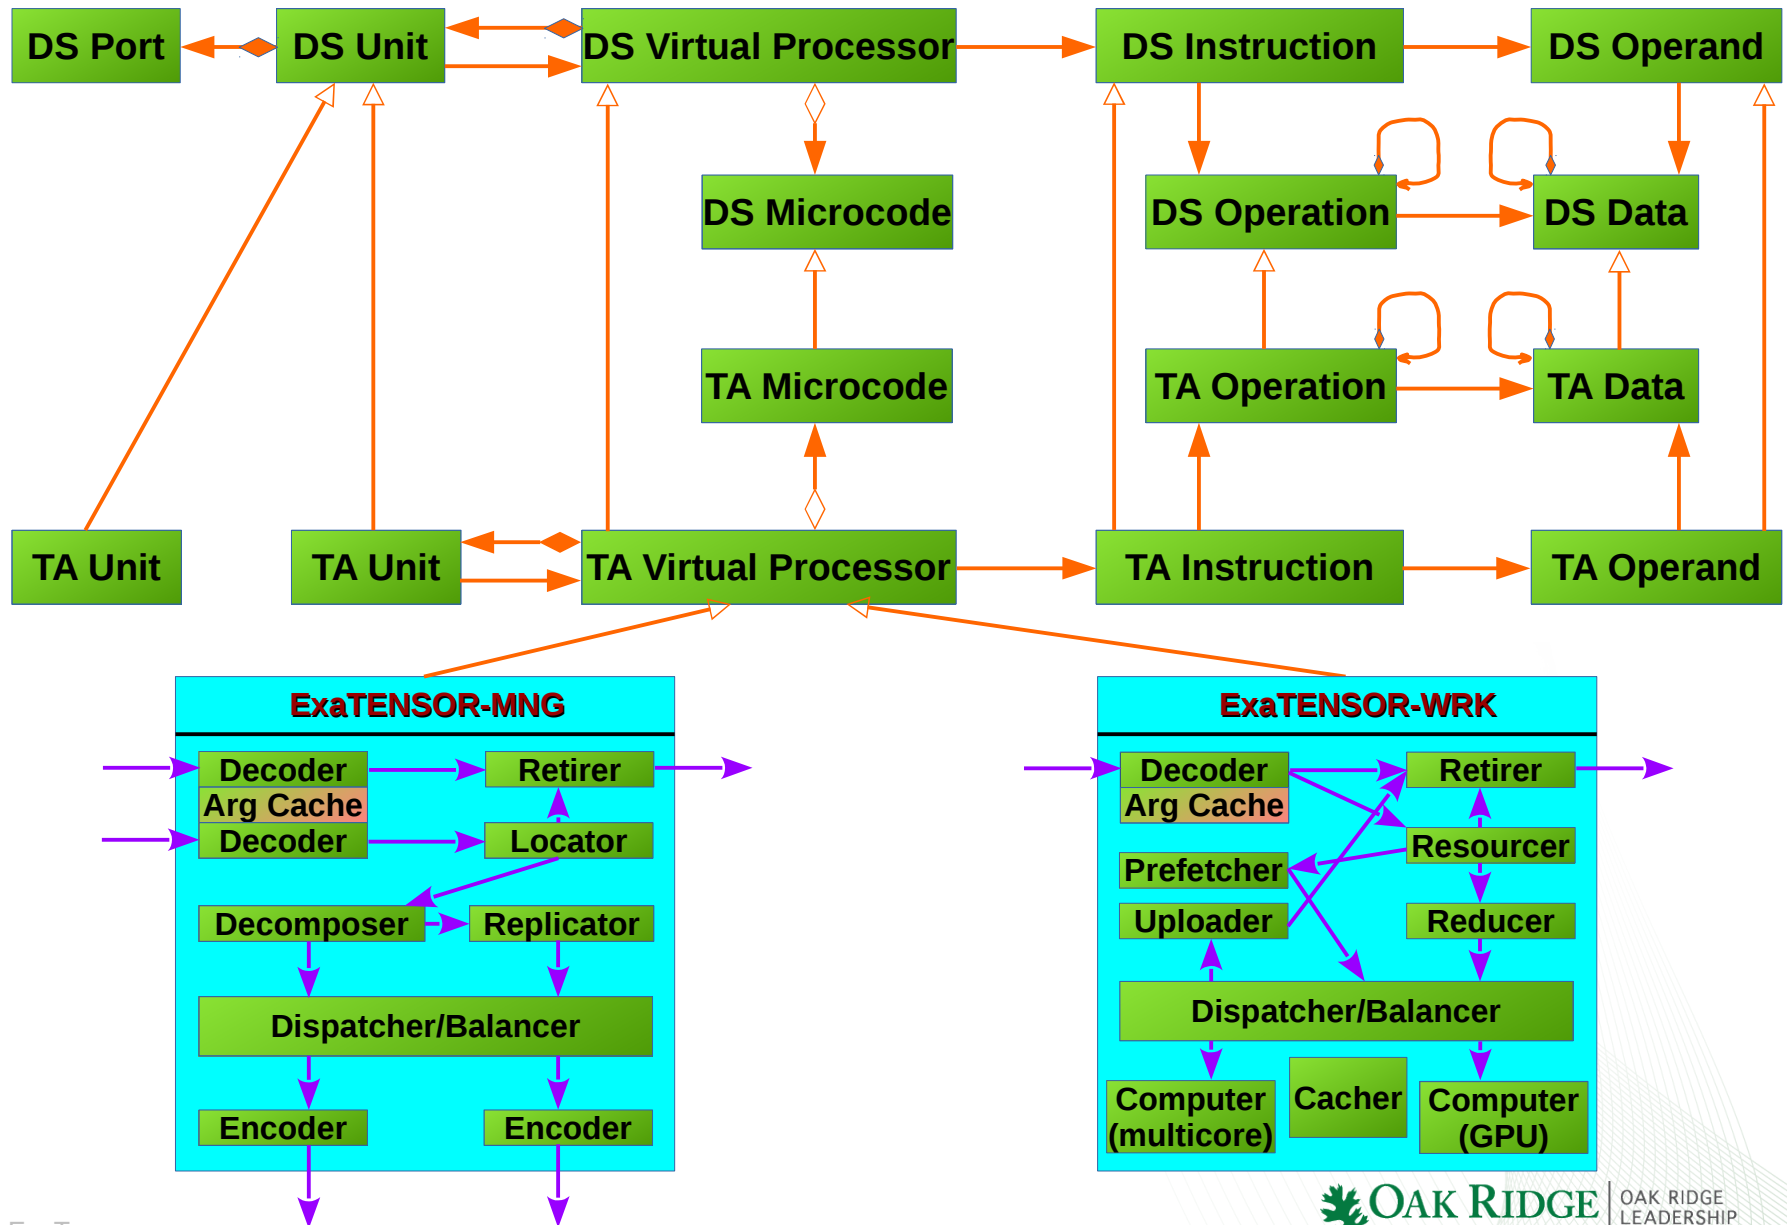 DS Port
DS Unit
DS Virtual Processor
DS Instruction
DS Operand
DS Microcode
DS Operation
DS Data
TA Microcode
TA Operation
TA Data
TA Unit
TA Unit
TA Virtual Processor
TA Instruction
TA Operand
ExaTENSOR-MNG
Decoder
Retirer
Arg Cache
Decoder
Locator
Decomposer
Replicator
Dispatcher/Balancer
Encoder
Encoder
ExaTENSOR-WRK
Decoder
Retirer
Arg Cache
Resourcer
Prefetcher
Uploader
Reducer
Dispatcher/Balancer
Computer
(multicore)
Cacher
Computer
(GPU)
OAK RIDGE
OAK RIDGE
LEADERSHIP